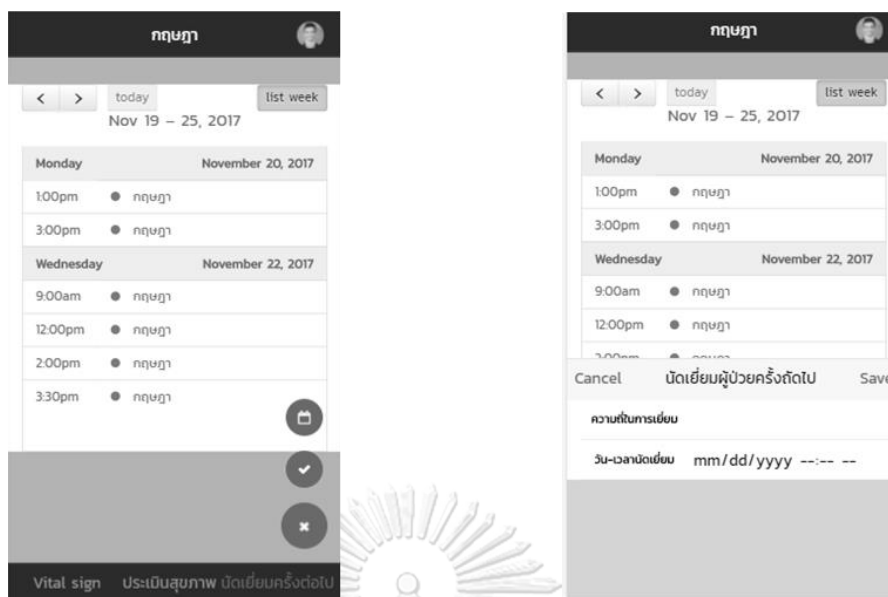 กฤษฎา
< > today list week
Nov 19 – 25, 2017
Monday November 20, 2017
1:00pm กฤษฎา
3:00pm กฤษฎา
Wednesday November 22, 2017
9:00am กฤษฎา
12:00pm กฤษฎา
2:00pm กฤษฎา
3:30pm กฤษฎา
Vital sign ประเมินสุขภาพ นัดเยี่ยมครั้งต่อไป
กฤษฎา
< > today list week
Nov 19 – 25, 2017
Monday November 20, 2017
1:00pm กฤษฎา
3:00pm กฤษฎา
Wednesday November 22, 2017
9:00am กฤษฎา
12:00pm กฤษฎา
2:00pm กฤษฎา
Cancel นัดเยี่ยมผู้ป่วยครั้งถัดไป Save
ความถี่ในการเยี่ยม
วัน-เวลานัดเยี่ยม mm/dd/yyyy --:-- --